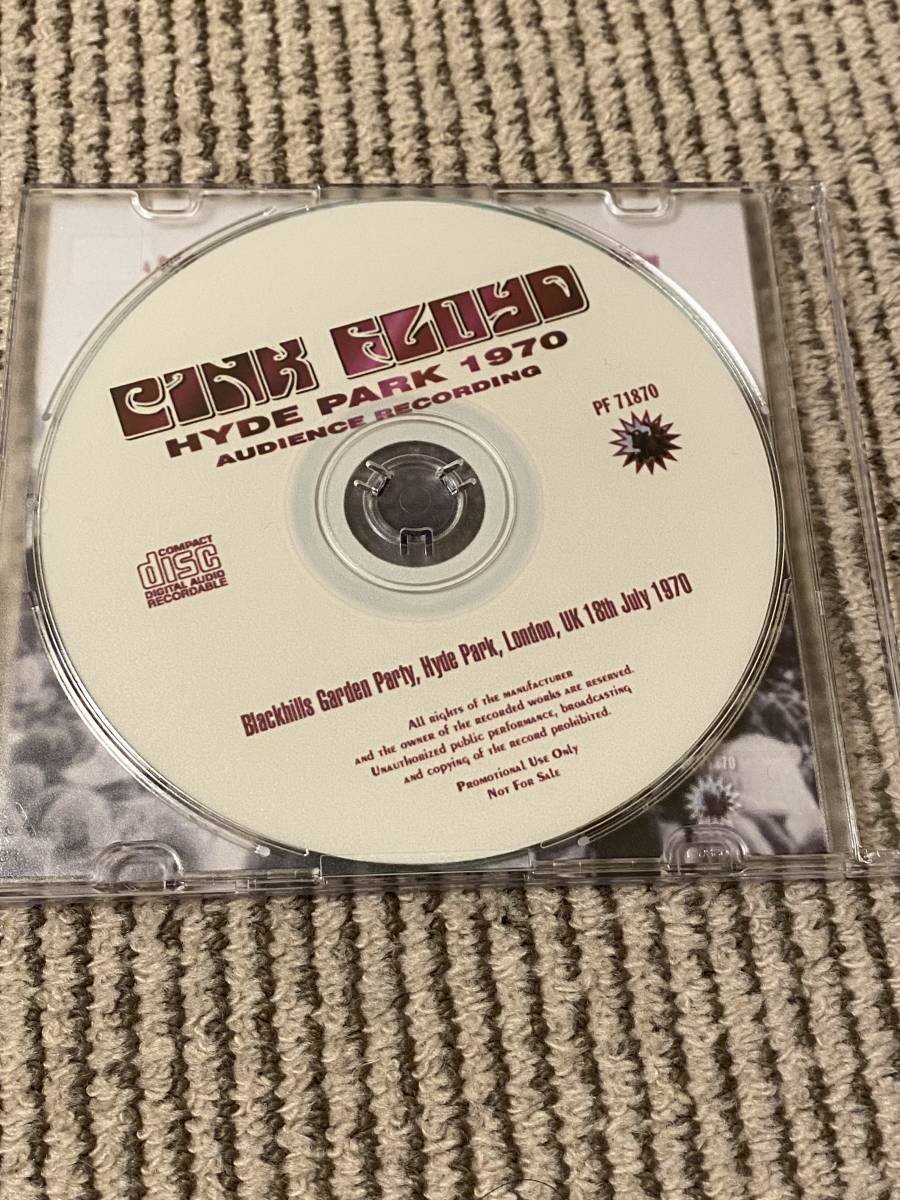 PINK FLOYD
HYDE PARK 1970
AUDIENCE RECORDING
PF 71870
COMPACT
disc
DIGITAL AUDIO
RECORDABLE
Blackhills Garden Party, Hyde Park, London, UK 18th July 1970
All rights of the manufacturer
and the owner of the recorded works are reserved.
Unauthorized public performance, broadcasting
and copying of the record prohibited.
Promotional Use Only
Not For Sale